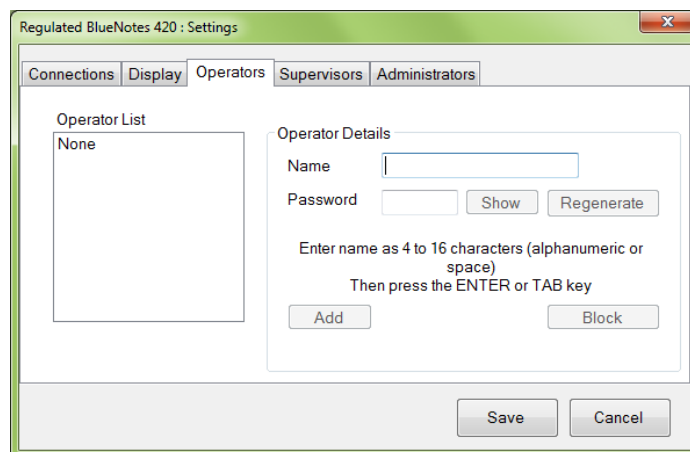 Regulated BlueNotes 420 : Settings
Connections Display Operators Supervisors Administrators
Operator List
None
Operator Details
Name
Password Show Regenerate
Enter name as 4 to 16 characters (alphanumeric or
space)
Then press the ENTER or TAB key
Add Block
Save Cancel